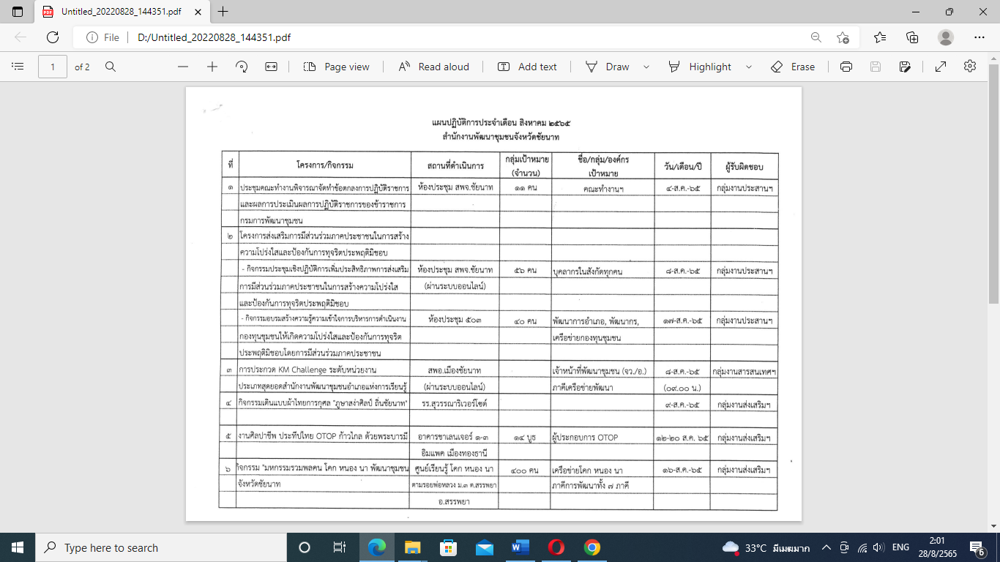 Untitled_20220828_144351.pdf
File
D:/Untitled_20220828_144351.pdf
1 of 2
Page view
Read aloud
Add text
Draw
Highlight
Erase
แผนปฏิบัติการประจำเดือน สิงหาคม ๒๕๖๕
สำนักงานพัฒนาชุมชนจังหวัดชัยนาท
ที่ โครงการ/กิจกรรม สถานที่ดำเนินการ กลุ่มเป้าหมาย (จำนวน) ชื่อ/กลุ่ม/องค์กร เป้าหมาย วัน/เดือน/ปี ผู้รับผิดชอบ
๑ ประชุมคณะทำงานพิจารณาจัดทำข้อตกลงการปฏิบัติราชการ ห้องประชุม สพจ.ชัยนาท ๑๑ คน คณะทำงานฯ ๔-ส.ค.-๖๕ กลุ่มงานประสานฯ
และผลการประเมินผลการปฏิบัติราชการของข้าราชการ
กรมการพัฒนาชุมชน
๒ โครงการส่งเสริมการมีส่วนร่วมภาคประชาชนในการสร้าง
ความโปร่งใสและป้องกันการทุจริตประพฤติมิชอบ
- กิจกรรมประชุมเชิงปฏิบัติการเพิ่มประสิทธิภาพการส่งเสริม ห้องประชุม สพจ.ชัยนาท ๕๖ คน บุคลากรในสังกัดทุกคน ๘-ส.ค.-๖๕ กลุ่มงานประสานฯ
การมีส่วนร่วมภาคประชาชนในการสร้างความโปร่งใส (ผ่านระบบออนไลน์)
และป้องกันการทุจริตประพฤติมิชอบ
- กิจกรรมอบรมสร้างความรู้ความเข้าใจการบริหารการดำเนินงาน ห้องประชุม ๕๐๓ ๔๐ คน พัฒนาการอำเภอ, พัฒนากร, ๑๗-ส.ค.-๖๕ กลุ่มงานประสานฯ
กองทุนชุมชนให้เกิดความโปร่งใสและป้องกันการทุจริต เครือข่ายกองทุนชุมชน
ประพฤติมิชอบโดยการมีส่วนร่วมภาคประชาชน
๓ การประกวด KM Challenge ระดับหน่วยงาน สพอ.เมืองชัยนาท เจ้าหน้าที่พัฒนาชุมชน (จว./อ.) ๘-ส.ค.-๖๕ กลุ่มงานสารสนเทศฯ
ประเภทสุดยอดสำนักงานพัฒนาชุมชนอำเภอแห่งการเรียนรู้ (ผ่านระบบออนไลน์) ภาคีเครือข่ายพัฒนา (๐๙.๐๐ น.)
๔ กิจกรรมเดินแบบผ้าไทยการกุศล "ภูษาสง่าศิลป์ ถิ่นชัยนาท" รร.สุวรรณาริเวอร์ไซด์ ๙-ส.ค.-๖๕ กลุ่มงานส่งเสริมฯ
๕ งานศิลปาชีพ ประทีปไทย OTOP ก้าวไกล ด้วยพระบารมี อาคารชาเลนเจอร์ ๑-๓ ๑๔ บูธ ผู้ประกอบการ OTOP ๑๒-๒๐ ส.ค. ๖๕ กลุ่มงานส่งเสริมฯ
อิมแพค เมืองทองธานี
๖ กิจกรรม "มหกรรมรวมพลคน โคก หนอง นา พัฒนาชุมชน ศูนย์เรียนรู้ โคก หนอง นา ๔๐๐ คน เครือข่ายโคก หนอง นา ๑๖-ส.ค.-๖๕ กลุ่มงานส่งเสริมฯ
จังหวัดชัยนาท ตามรอยพ่อหลวง ม.๓ ต.สรรพยา ภาคีการพัฒนาทั้ง ๗ ภาคี
อ.สรรพยา
Type here to search
33°C มีเมฆมาก
ENG
2:01
28/8/2565
6